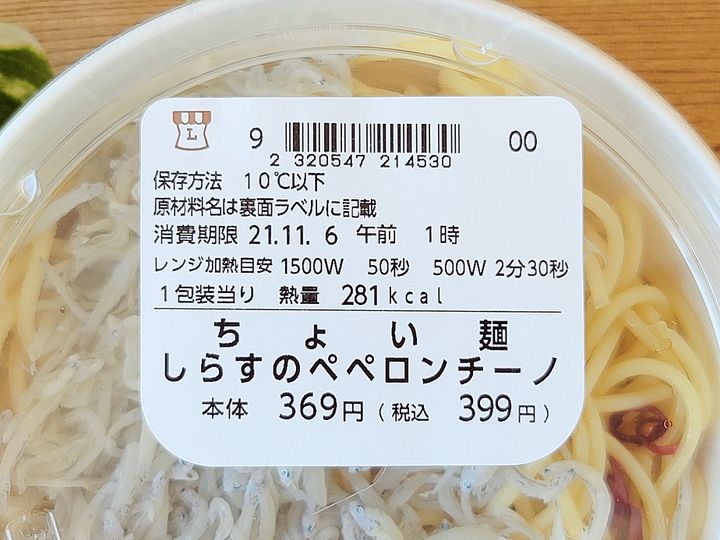 L
9 00
2 320547 214530
保存方法 10℃以下
原材料名は裏面ラベルに記載
消費期限 21.11. 6 午前 1時
レンジ加熱目安 1500W 50秒 500W 2分30秒
1包装当り 熱量 281kcal
ちょい麺
しらすのペペロンチーノ
本体 369円(税込 399円)